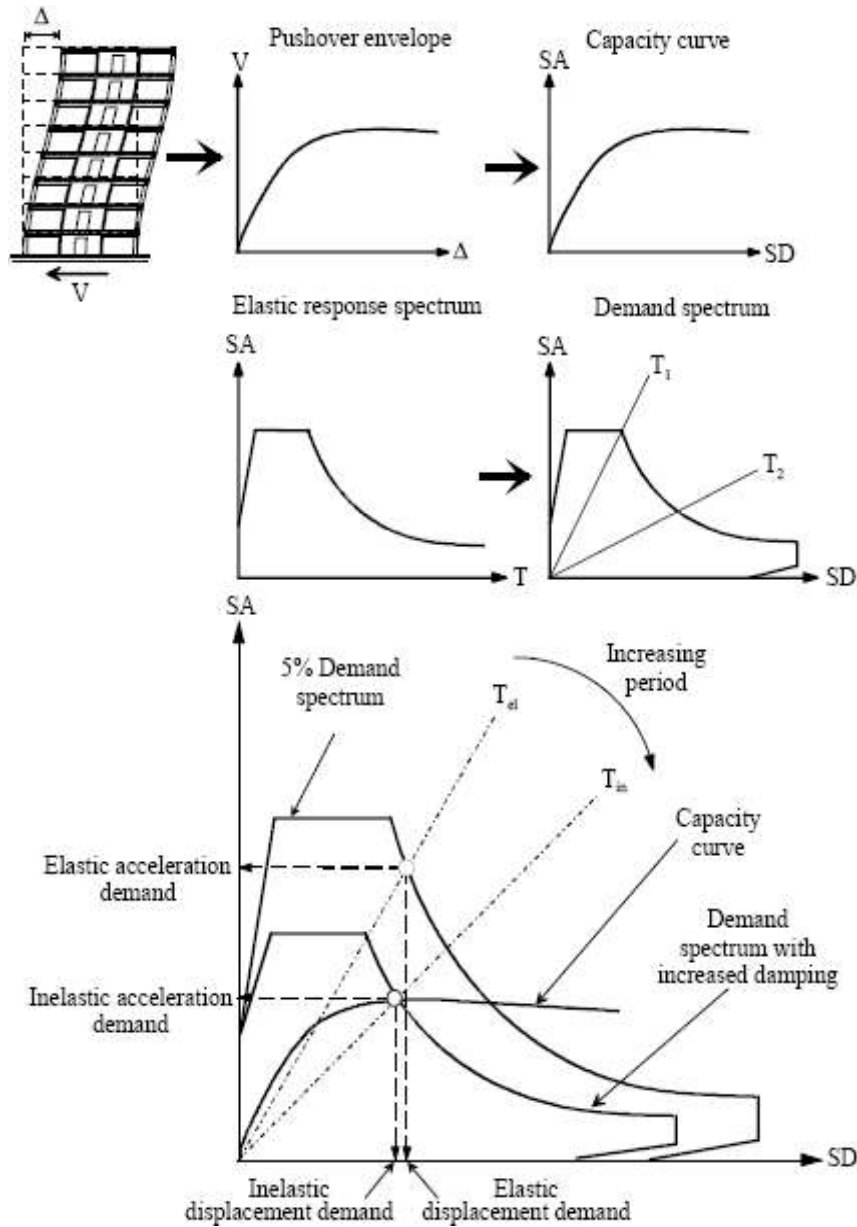 Δ
Pushover envelope
Capacity curve
V
SA
V
Δ
SD
Elastic response spectrum
Demand spectrum
SA
SA
T₁
T₂
T
SD
SA
5% Demand
spectrum
Increasing
period
Tₑₗ
Tᵢₙ
Capacity
curve
Elastic acceleration
demand
Demand
spectrum with
increased damping
Inelastic acceleration
demand
SD
Inelastic
displacement demand
Elastic
displacement demand